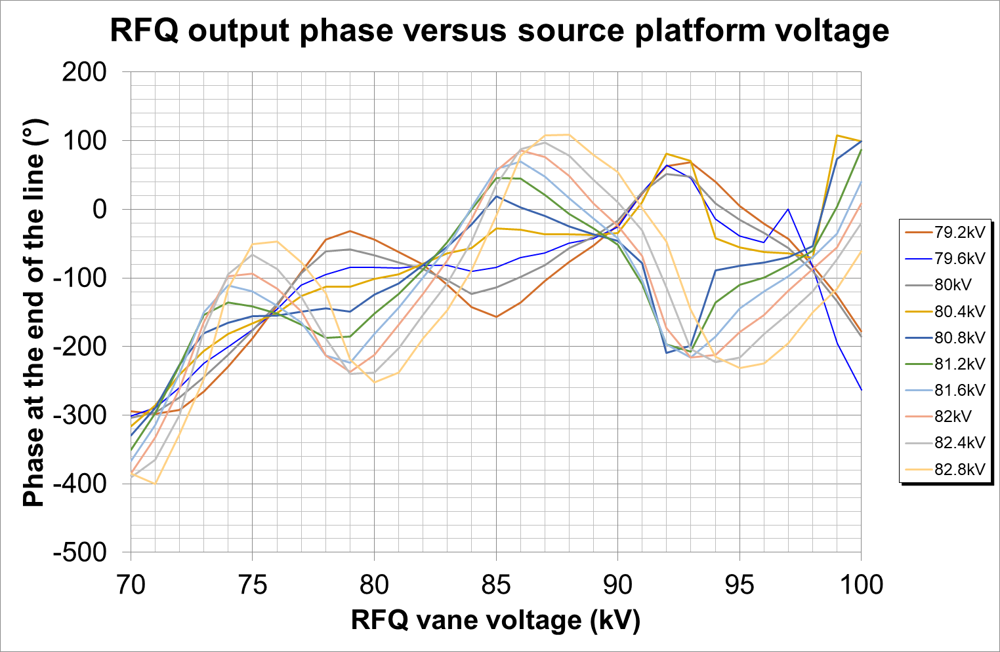 RFQ output phase versus source platform voltage
Phase at the end of the line (°)
200
100
0
-100
-200
-300
-400
-500
70 75 80 85 90 95 100
RFQ vane voltage (kV)
79.2kV
79.6kV
80kV
80.4kV
80.8kV
81.2kV
81.6kV
82kV
82.4kV
82.8kV